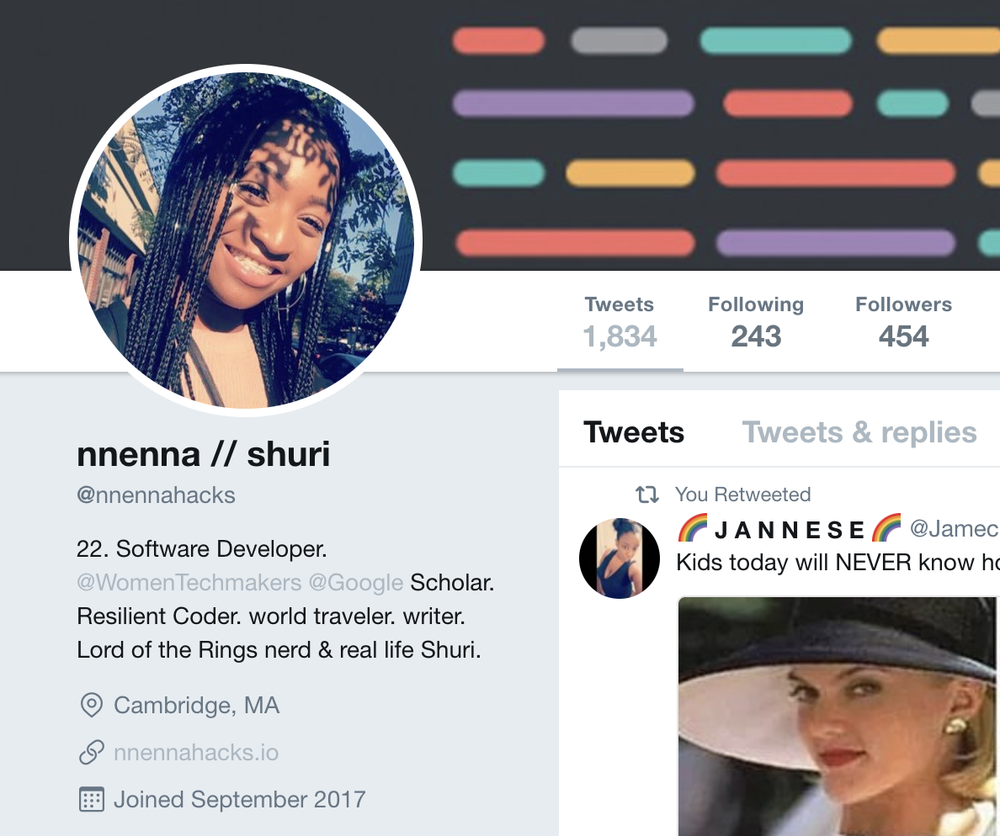 Tweets Following Followers
1,834 243 454
nnenna // shuri
@nnennahacks
22. Software Developer.
@WomenTechmakers @Google Scholar.
Resilient Coder. world traveler. writer.
Lord of the Rings nerd & real life Shuri.
Cambridge, MA
nnennahacks.io
Joined September 2017
Tweets Tweets & replies
You Retweeted
🌈 J A N N E S E 🌈 @Jamec
Kids today will NEVER know